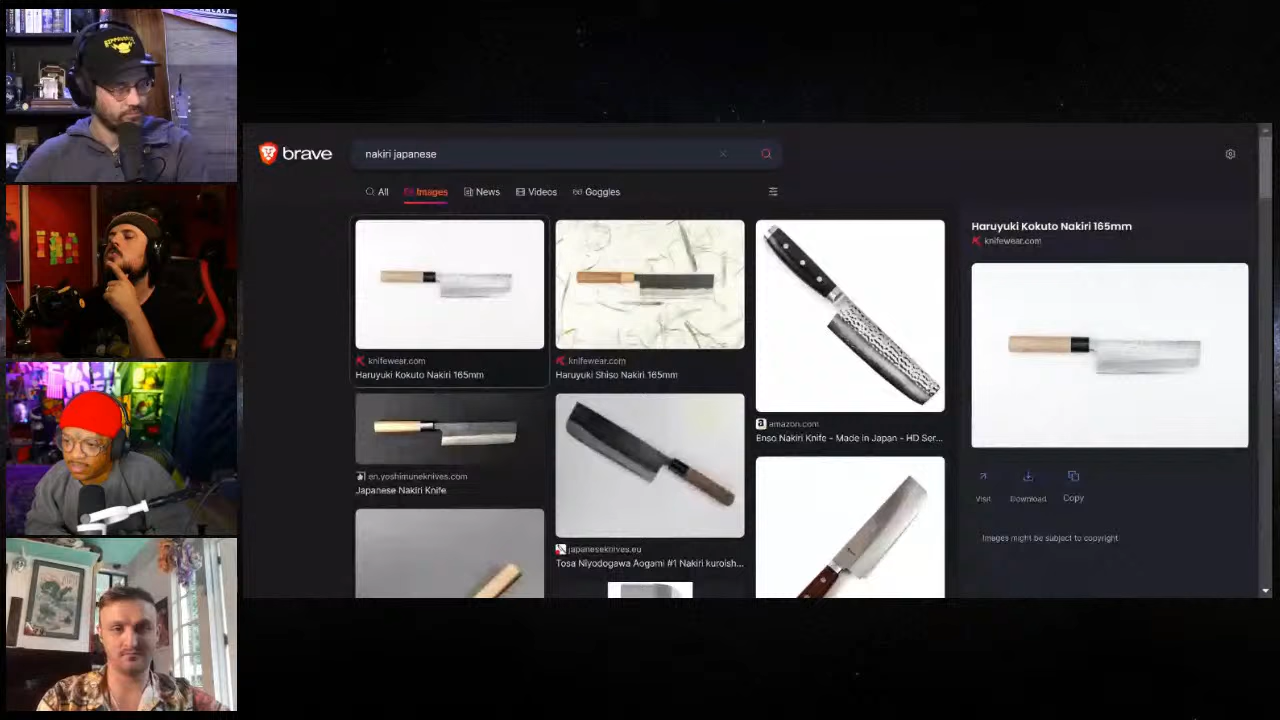 brave
nakiri japanese
All
Images
News
Videos
Goggles
knifewear.com
Haruyuki Kokuto Nakiri 165mm
knifewear.com
Haruyuki Shiso Nakiri 165mm
amazon.com
Enso Nakiri Knife - Made in Japan - HD Ser...
en.yoshimuneknives.com
Japanese Nakiri Knife
japaneseknives.eu
Tosa Niyodogawa Aogami #1 Nakiri kuroish...
Haruyuki Kokuto Nakiri 165mm
knifewear.com
Visit
Download
Copy
Images might be subject to copyright